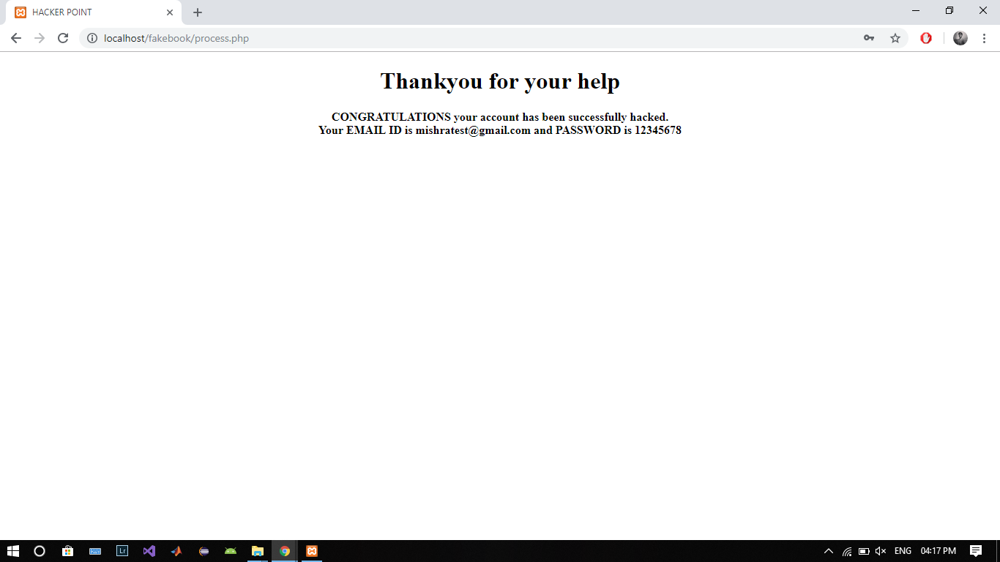 HACKER POINT
localhost/fakebook/process.php
Thankyou for your help
CONGRATULATIONS your account has been successfully hacked.
Your EMAIL ID is mishratest@gmail.com and PASSWORD is 12345678
Lr
ENG
04:17 PM